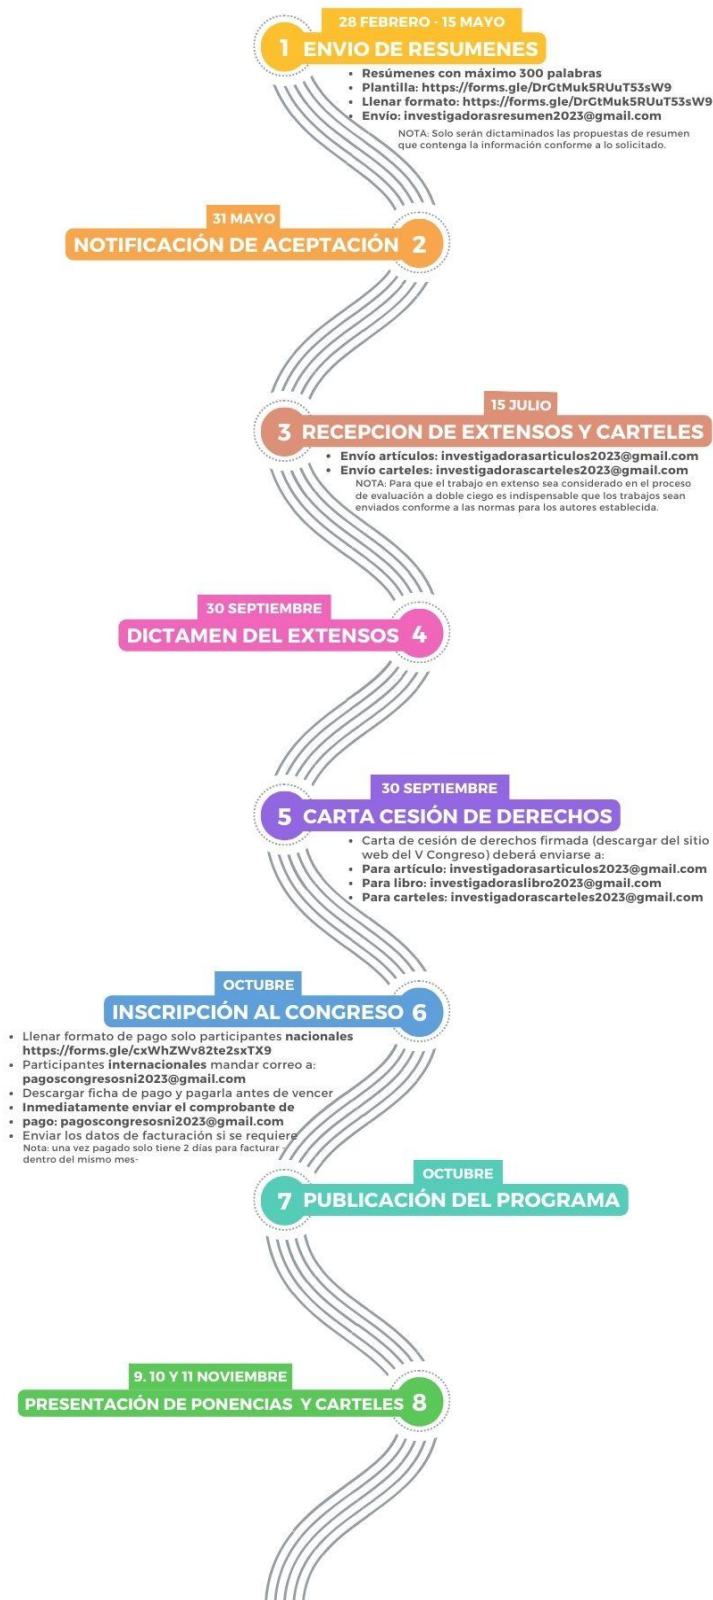 28 FEBRERO - 15 MAYO
1 ENVIO DE RESUMENES
• Resúmenes con máximo 300 palabras
• Plantilla: https://forms.gle/DrGtMuk5RUuT53sW9
• Llenar formato: https://forms.gle/DrGtMuk5RUuT53sW9
• Envío: investigadorasresumen2023@gmail.com
NOTA: Solo serán dictaminados las propuestas de resumen
que contenga la información conforme a lo solicitado.
31 MAYO
NOTIFICACIÓN DE ACEPTACIÓN 2
15 JULIO
3 RECEPCION DE EXTENSOS Y CARTELES
• Envío artículos: investigadorasarticulos2023@gmail.com
• Envío carteles: investigadorascarteles2023@gmail.com
NOTA: Para que el trabajo en extenso sea considerado en el proceso
de evaluación a doble ciego es indispensable que los trabajos sean
enviados conforme a las normas para los autores establecida.
30 SEPTIEMBRE
DICTAMEN DEL EXTENSOS 4
30 SEPTIEMBRE
5 CARTA CESIÓN DE DERECHOS
• Carta de cesión de derechos firmada (descargar del sitio
web del V Congreso) deberá enviarse a:
• Para artículo: investigadorasarticulos2023@gmail.com
• Para libro: investigadoraslibro2023@gmail.com
• Para carteles: investigadorascarteles2023@gmail.com
OCTUBRE
INSCRIPCIÓN AL CONGRESO 6
• Llenar formato de pago solo participantes nacionales
https://forms.gle/cxWhZWv82te2sxTX9
• Participantes internacionales mandar correo a:
pagoscongresosni2023@gmail.com
• Descargar ficha de pago y pagarla antes de vencer
• Inmediatamente enviar el comprobante de
• pago: pagoscongresosni2023@gmail.com
• Enviar los datos de facturación si se requiere
Nota: una vez pagado solo tiene 2 días para facturar -
dentro del mismo mes-
OCTUBRE
7 PUBLICACIÓN DEL PROGRAMA
9. 10 Y 11 NOVIEMBRE
PRESENTACIÓN DE PONENCIAS Y CARTELES 8